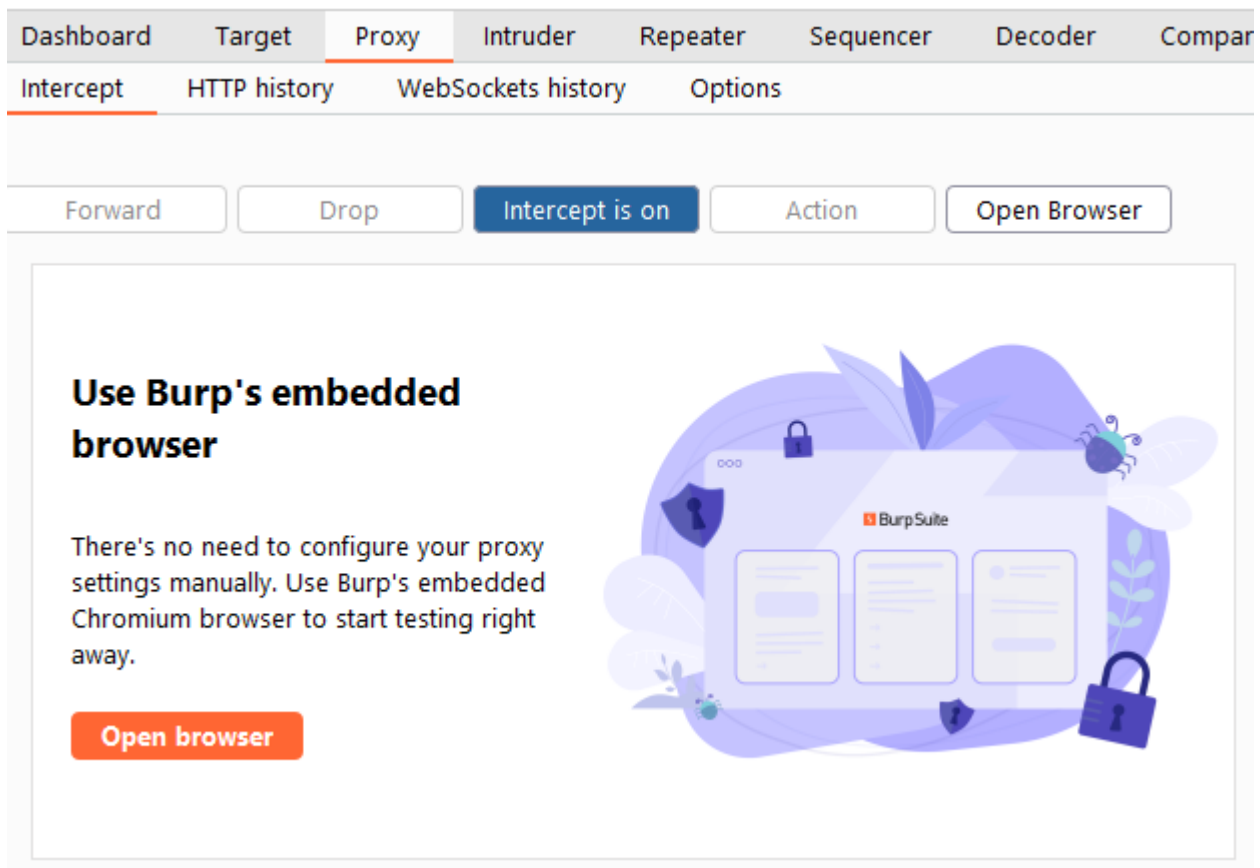 Dashboard Target Proxy Intruder Repeater Sequencer Decoder Compar
Intercept HTTP history WebSockets history Options
Forward Drop Intercept is on Action Open Browser
Use Burp's embedded
browser
There's no need to configure your proxy
settings manually. Use Burp's embedded
Chromium browser to start testing right
away.
Open browser
BurpSuite